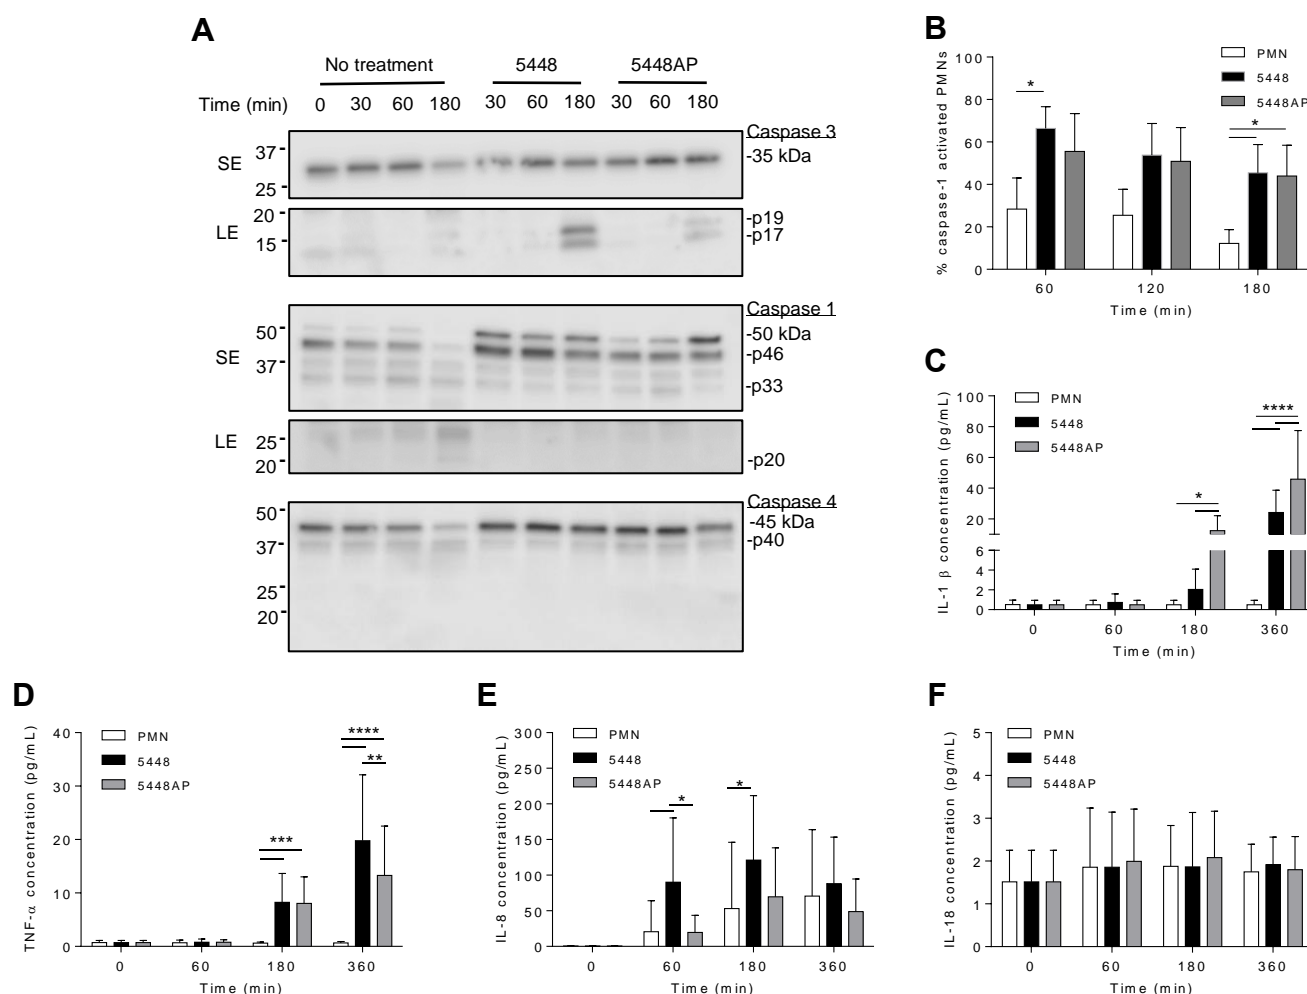 A
No treatment 5448 5448AP
Time (min) 0 30 60 180 30 60 180 30 60 180
Caspase 3
SE 37 -35 kDa
25
LE 20 -p19
15 -p17
Caspase 1
SE 50 -50 kDa
-p46
37
-p33
LE 25
20 -p20
Caspase 4
50 -45 kDa
37 -p40
25
20
B
% caspase-1 activated PMNs
100
80
60
40
20
0
PMN
5448
5448AP
*
*
60 120 180
Time (min)
C
IL-1 β concentration (pg/mL)
100
80
60
40
20
6
4
2
0
PMN
5448
5448AP
*
****
0 60 180 360
Time (min)
D
TNF-α concentration (pg/mL)
40
30
20
10
0
PMN
5448
5448AP
***
****
**
0 60 180 360
Time (min)
E
IL-8 concentration (pg/mL)
300
250
200
150
100
50
0
PMN
5448
5448AP
*
*
0 60 180 360
Time (min)
F
IL-18 concentration (pg/mL)
5
4
3
2
1
0
PMN
5448
5448AP
0 60 180 360
Time (min)